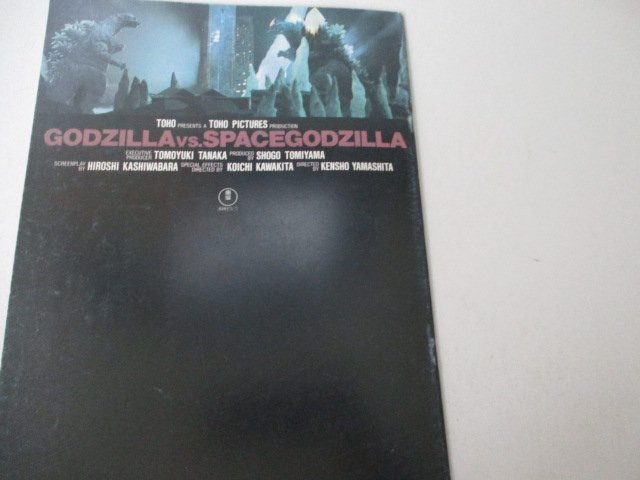 TOHO PRESENTS A TOHO PICTURES PRODUCTION
GODZILLA VS. SPACEGODZILLA
EXECUTIVE PRODUCER TOMOYUKI TANAKA PRODUCED BY SHOGO TOMIYAMA
SCREENPLAY BY HIROSHI KASHIWABARA SPECIAL EFFECTS DIRECTED BY KOICHI KAWAKITA DIRECTED BY KENSHO YAMASHITA